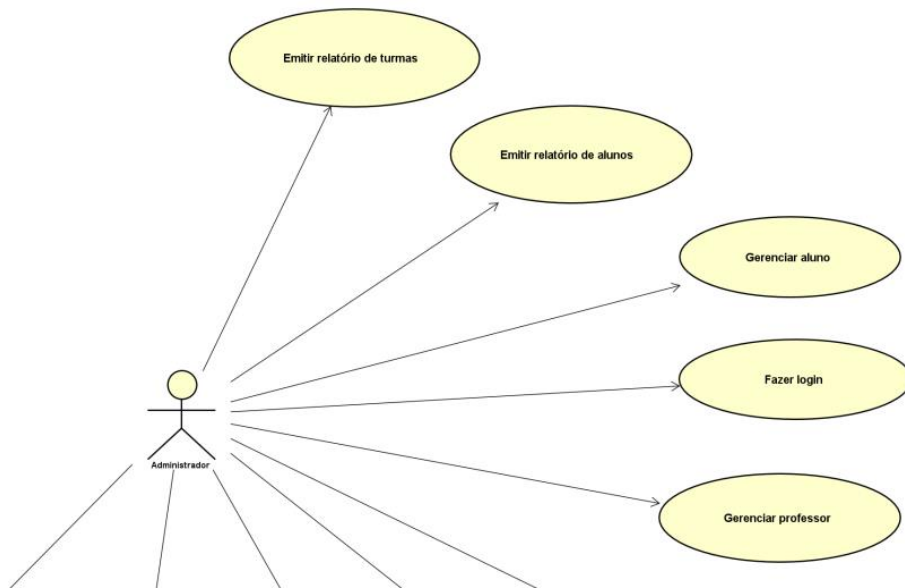 Emitir relatório de turmas
Emitir relatório de alunos
Gerenciar aluno
Fazer login
Administrador
Gerenciar professor